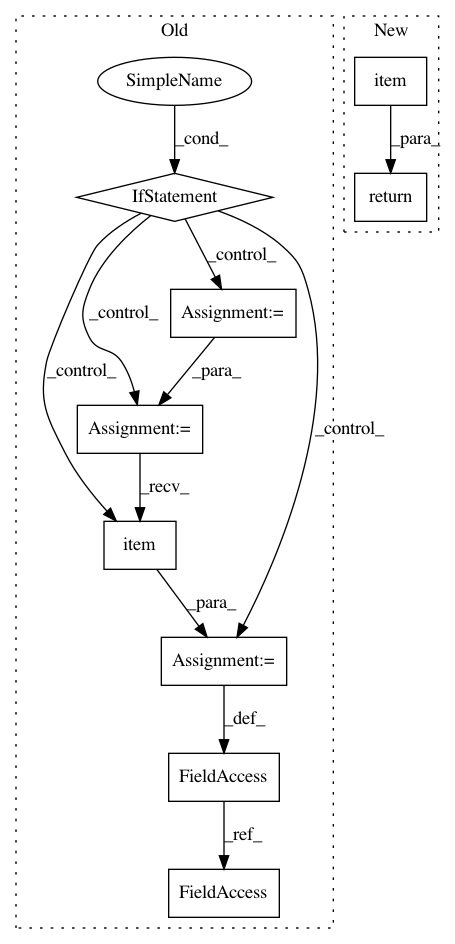 Old
New
SimpleName
item
_cond_
_para_
IfStatement
return
_control_
Assignment:=
_control_
_control_
_para_
_control_
Assignment:=
_recv_
item
_para_
Assignment:=
_def_
FieldAccess
_ref_
FieldAccess